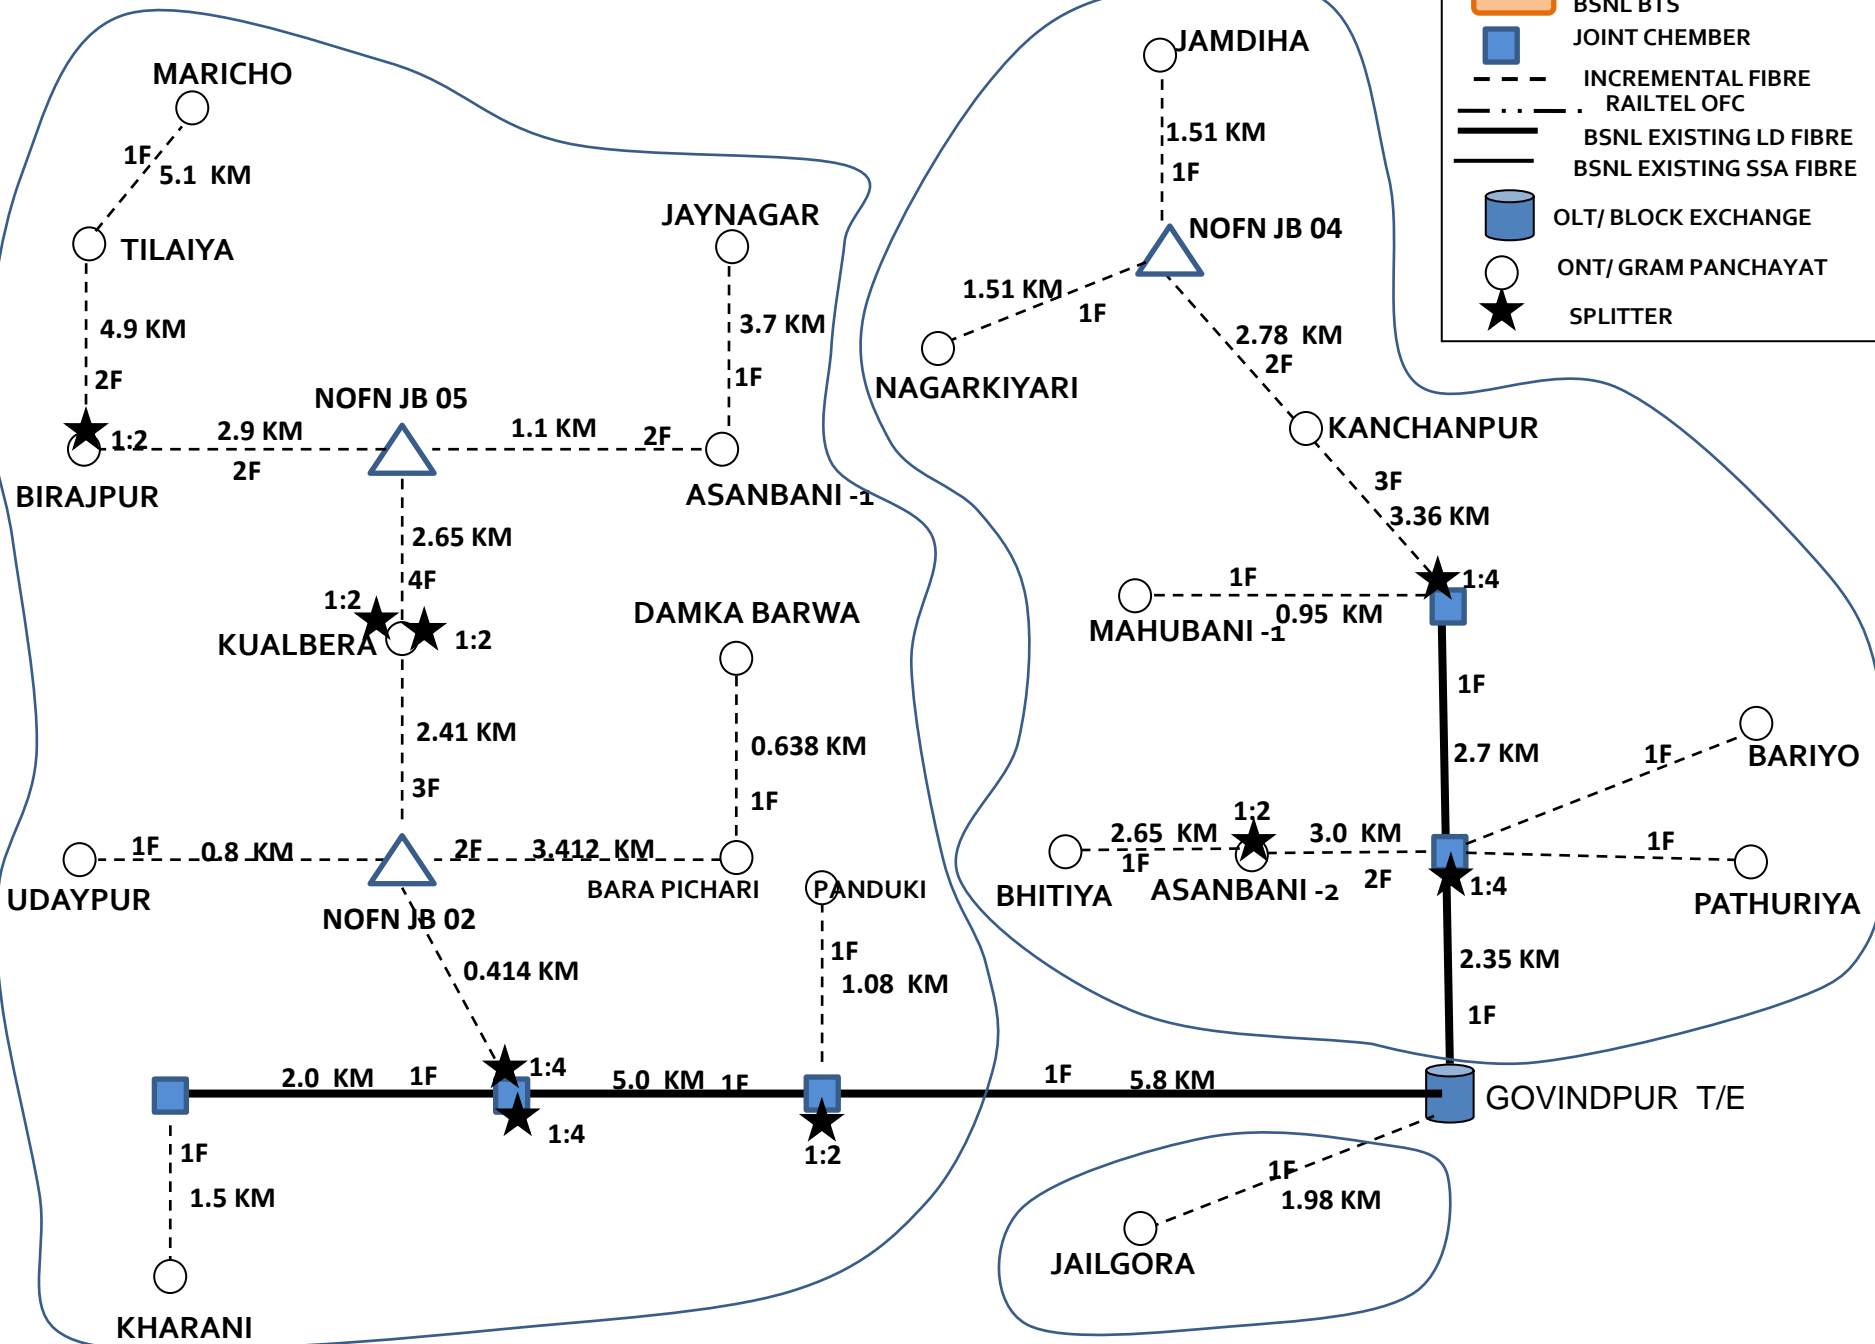 BSNL BTS
JOINT CHEMBER
INCREMENTAL FIBRE
RAILTEL OFC
BSNL EXISTING LD FIBRE
BSNL EXISTING SSA FIBRE
OLT/ BLOCK EXCHANGE
ONT/ GRAM PANCHAYAT
SPLITTER
MARICHO
1F
5.1 KM
TILAIYA
4.9 KM
2F
1:2
BIRAJPUR
2.9 KM
2F
NOFN JB 05
1.1 KM
2F
JAYNAGAR
3.7 KM
1F
ASANBANI -1
2.65 KM
4F
1:2
KUALBERA
1:2
2.41 KM
3F
DAMKA BARWA
0.638 KM
1F
UDAYPUR
1F
0.8 KM
NOFN JB 02
2F
3.412 KM
BARA PICHARI
PANDUKI
1F
1.08 KM
0.414 KM
2.0 KM
1F
1:4
1:4
5.0 KM
1F
1:2
1F
5.8 KM
1F
1.5 KM
KHARANI
JAMDIHA
1.51 KM
1F
NOFN JB 04
1.51 KM
1F
NAGARKIYARI
2.78 KM
2F
KANCHANPUR
3F
3.36 KM
1:4
1F
0.95 KM
MAHUBANI -1
1F
2.7 KM
1F
BARIYO
1F
PATHURIYA
1:2
2.65 KM
1F
BHITIYA
ASANBANI -2
3.0 KM
2F
1:4
2.35 KM
1F
GOVINDPUR T/E
1F
1.98 KM
JAILGORA